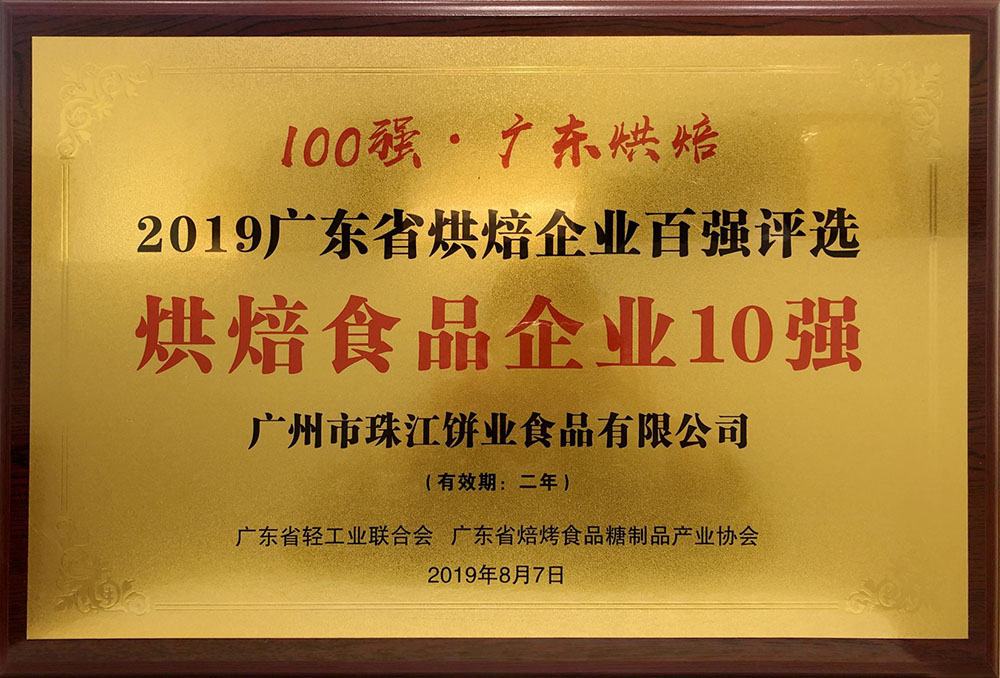 100强·广东烘焙
2019广东省烘焙企业百强评选
烘焙食品企业10强
广州市珠江饼业食品有限公司
(有效期：二年)
广东省轻工业联合会 广东省焙烤食品糖制品产业协会
2019年8月7日